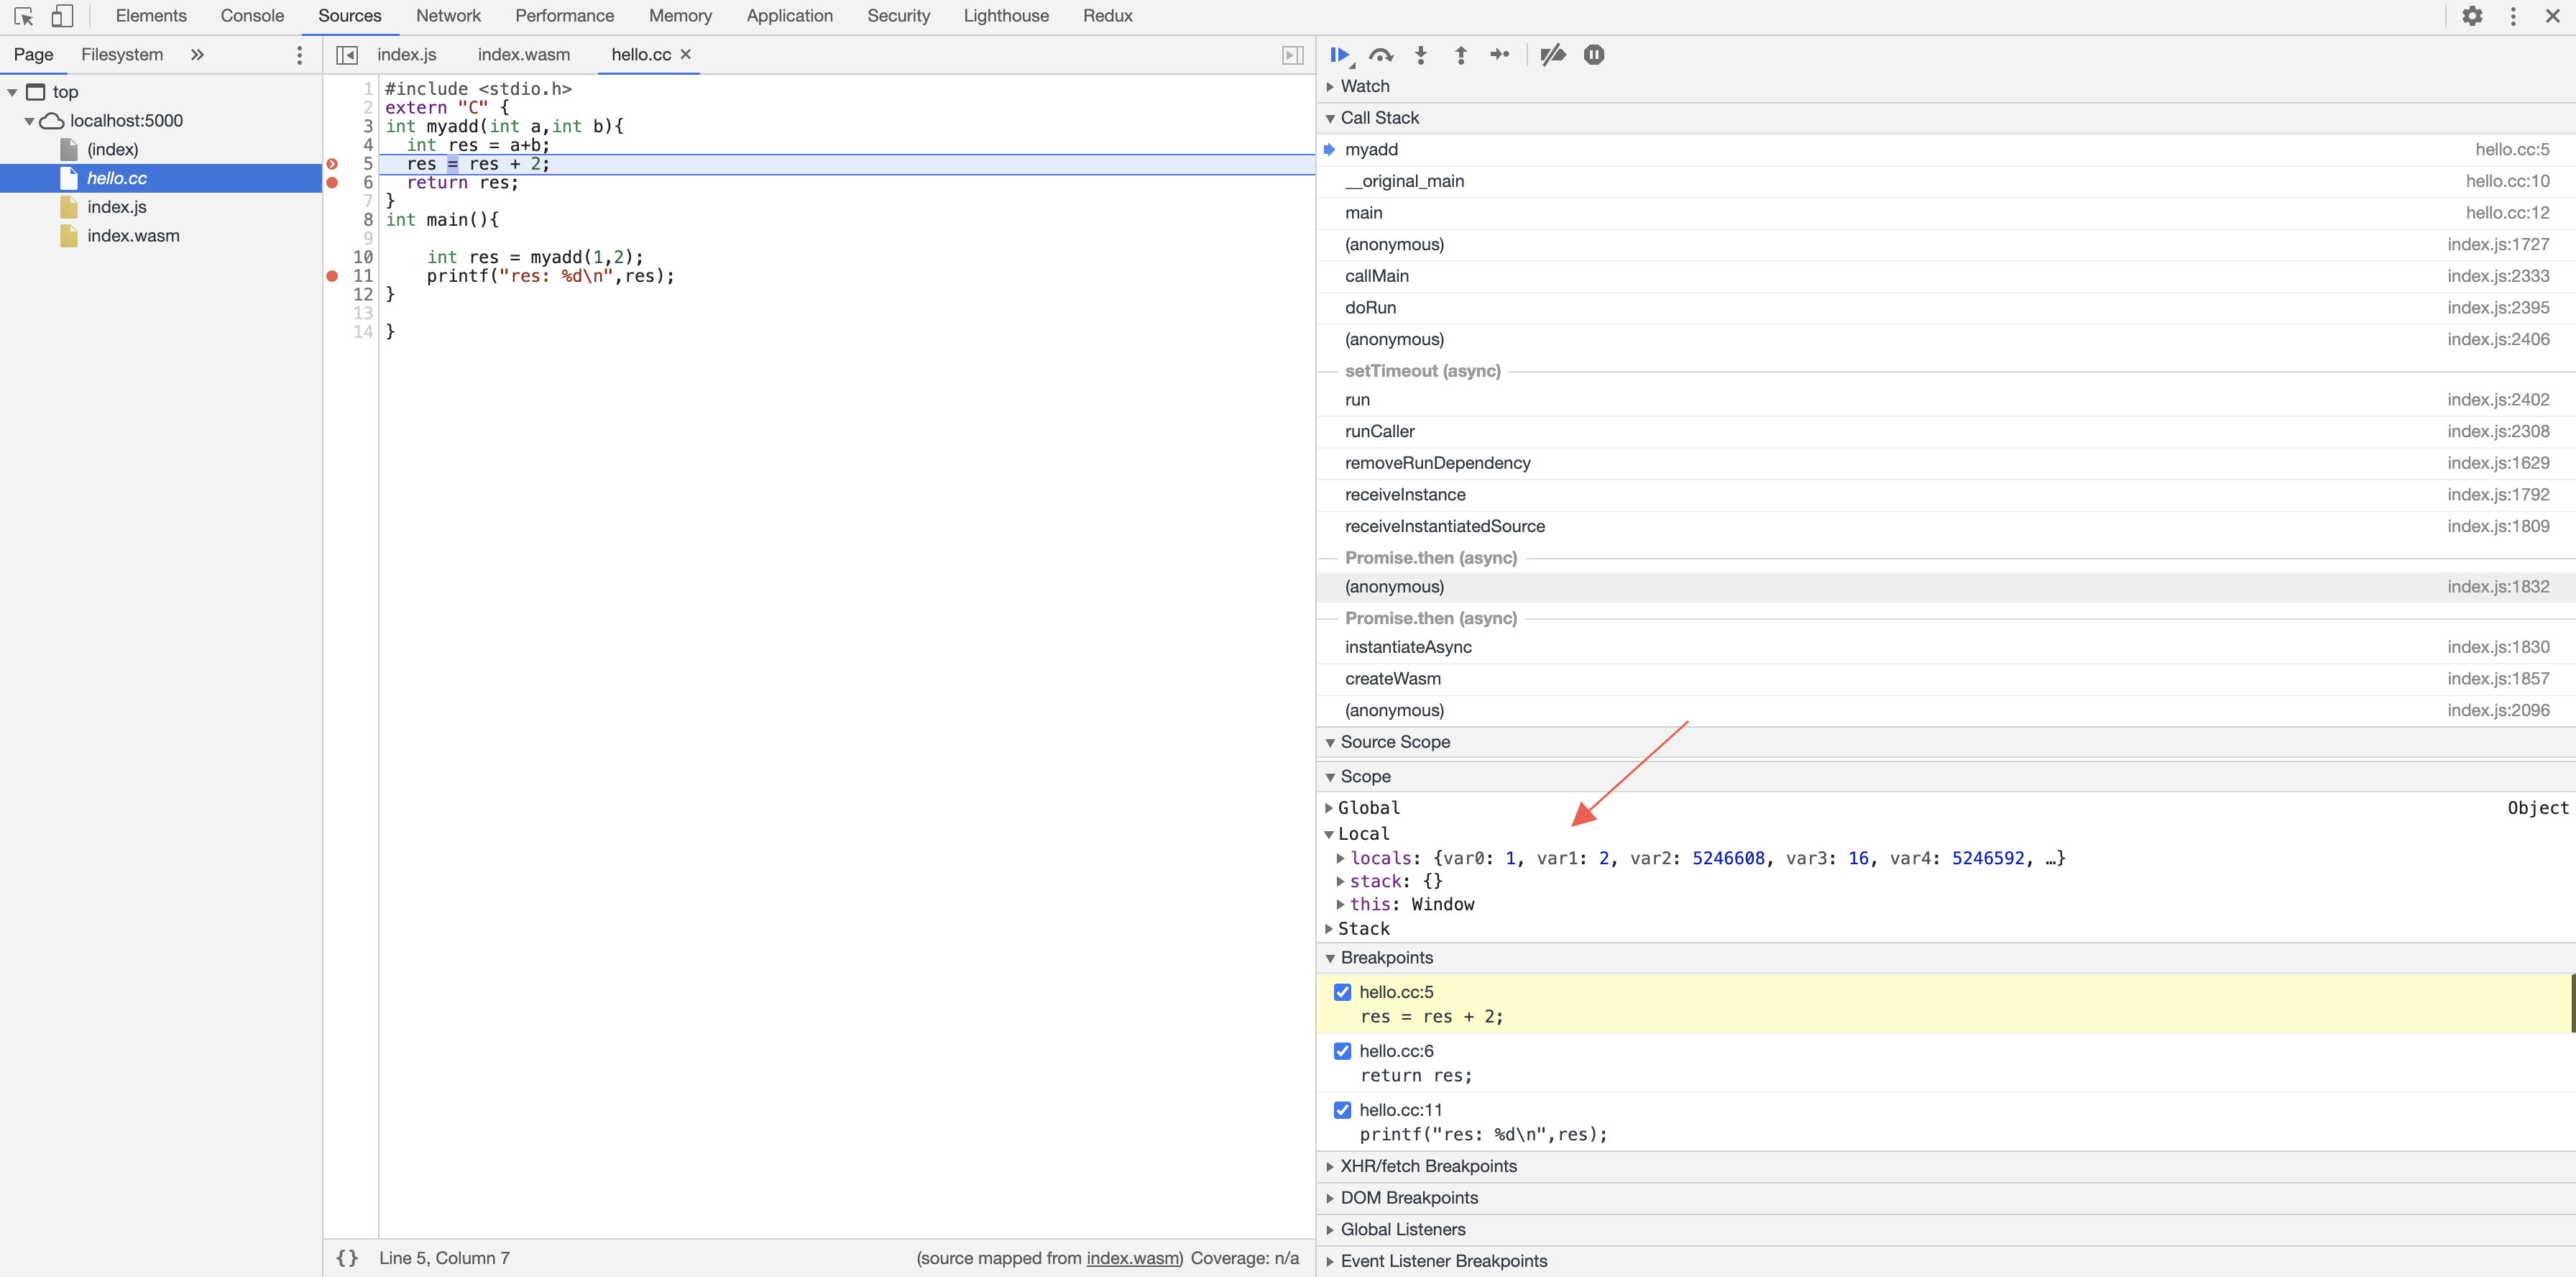 Elements Console Sources Network Performance Memory Application Security Lighthouse Redux
Page Filesystem
top
localhost:5000
(index)
hello.cc
index.js
index.wasm
index.js index.wasm hello.cc
1 #include <stdio.h>
2 extern "C" {
3 int myadd(int a,int b){
4 int res = a+b;
5 res = res + 2;
6 return res;
7 }
8 int main(){
9
10 int res = myadd(1,2);
11 printf("res: %d\n",res);
12 }
13
14 }
{} Line 5, Column 7 (source mapped from index.wasm) Coverage: n/a
Watch
Call Stack
myadd hello.cc:5
__original_main hello.cc:10
main hello.cc:12
(anonymous) index.js:1727
callMain index.js:2333
doRun index.js:2395
(anonymous) index.js:2406
setTimeout (async)
run index.js:2402
runCaller index.js:2308
removeRunDependency index.js:1629
receiveInstance index.js:1792
receiveInstantiatedSource index.js:1809
Promise.then (async)
(anonymous) index.js:1832
Promise.then (async)
instantiateAsync index.js:1830
createWasm index.js:1857
(anonymous) index.js:2096
Source Scope
Scope
Global Object
Local
locals: {var0: 1, var1: 2, var2: 5246608, var3: 16, var4: 5246592, …}
stack: {}
this: Window
Stack
Breakpoints
hello.cc:5
res = res + 2;
hello.cc:6
return res;
hello.cc:11
printf("res: %d\n",res);
XHR/fetch Breakpoints
DOM Breakpoints
Global Listeners
Event Listener Breakpoints